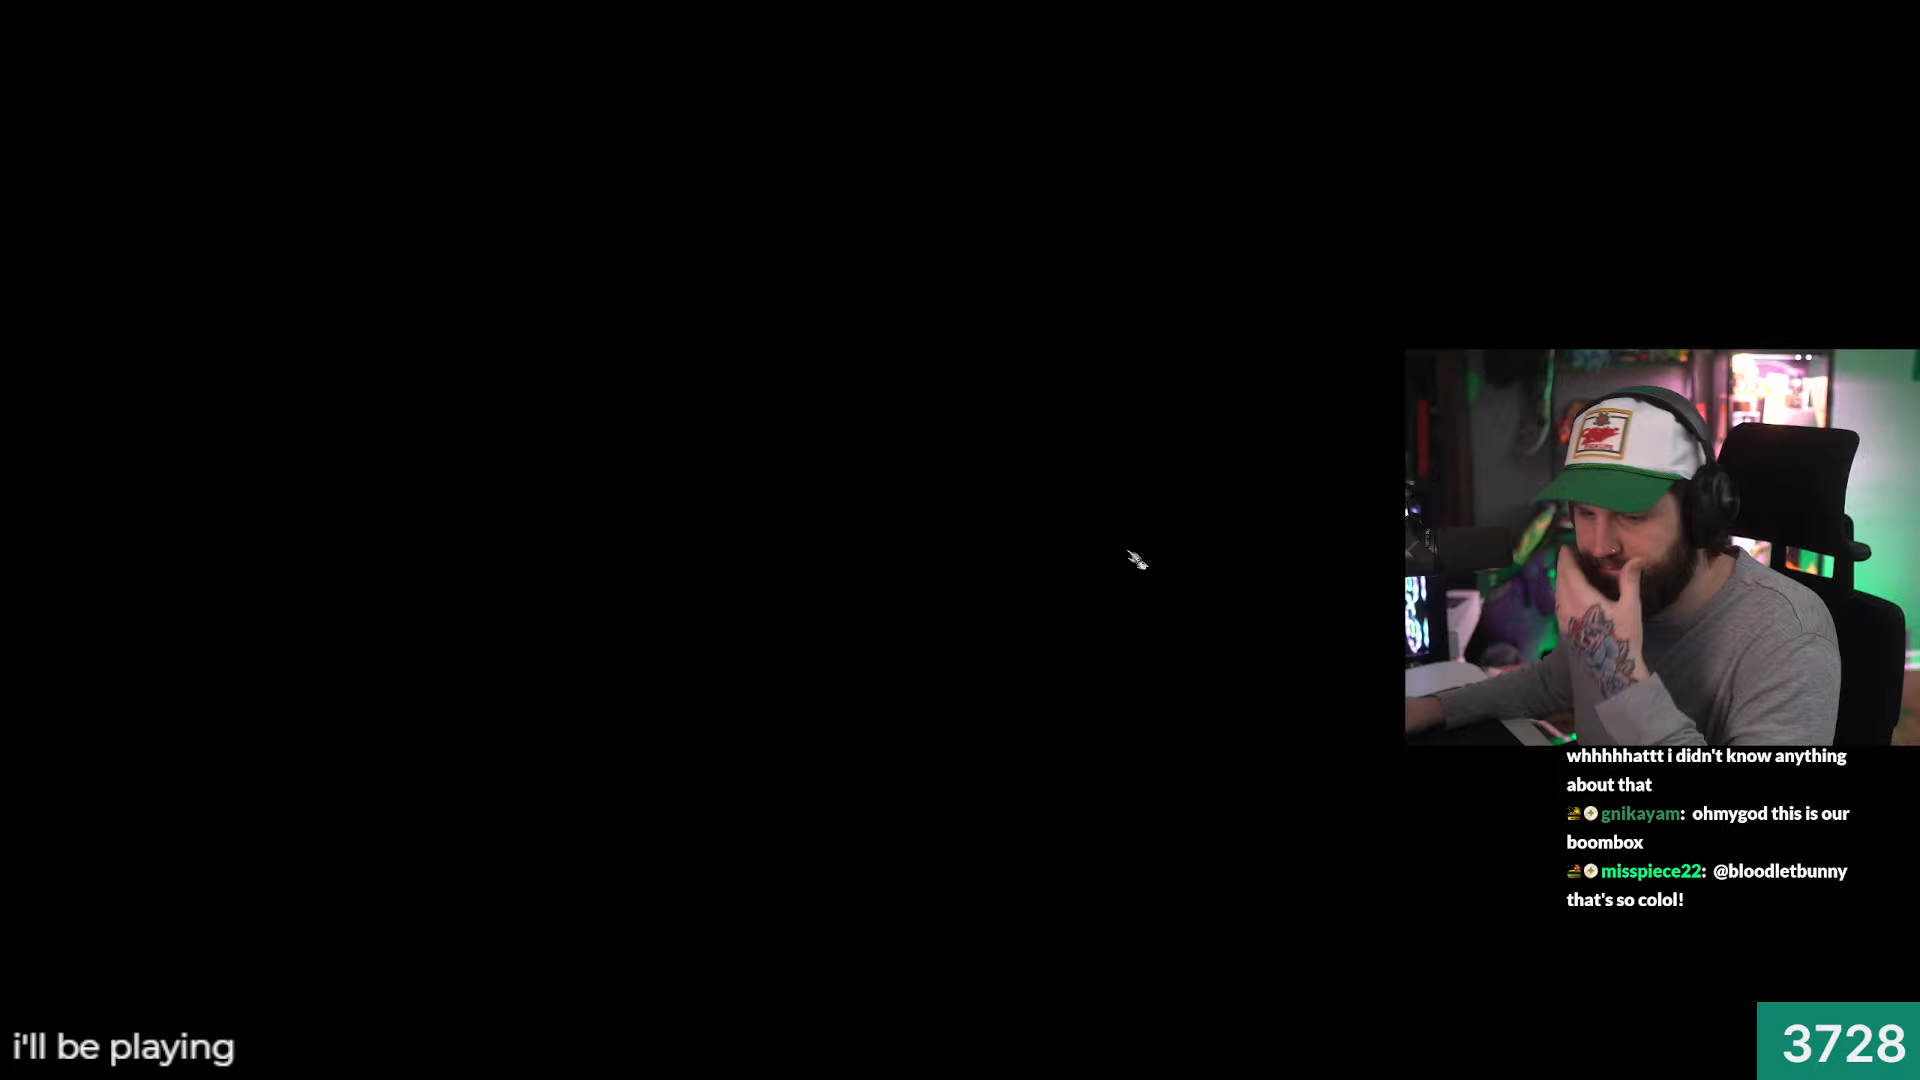 whhhhhattt i didn't know anything
about that
gnikayam: ohmygod this is our
boombox
misspiece22: @bloodletbunny
that's so colol!
i'll be playing
3728